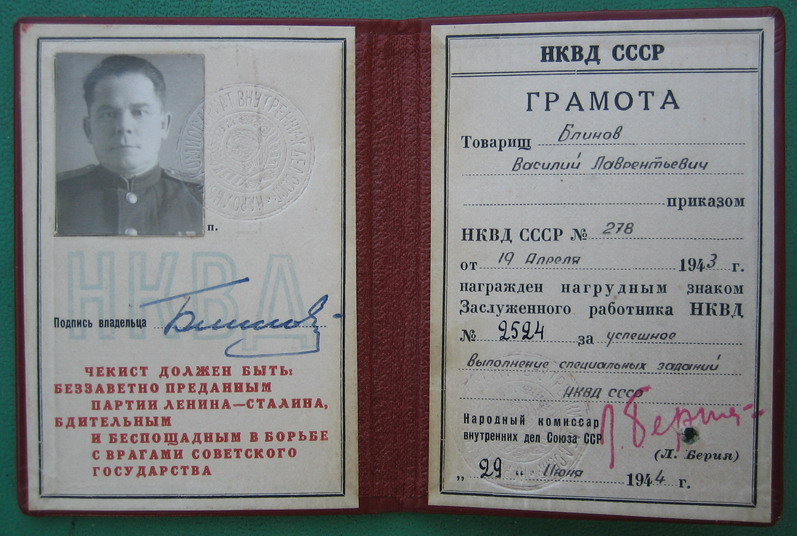 п.
НКВД
Подпись владельца Блинов
ЧЕКИСТ ДОЛЖЕН БЫТЬ:
БЕЗЗАВЕТНО ПРЕДАННЫМ
ПАРТИИ ЛЕНИНА—СТАЛИНА,
БДИТЕЛЬНЫМ
И БЕСПОЩАДНЫМ В БОРЬБЕ
С ВРАГАМИ СОВЕТСКОГО
ГОСУДАРСТВА
НКВД СССР
ГРАМОТА
Товарищ Блинов
Василий Лаврентьевич
приказом
НКВД СССР № 278
от 19 Апреля 1943 г.
награжден нагрудным знаком
Заслуженного работника НКВД
№ 2524 за успешное
выполнение специальных заданий
НКВД СССР
Народный комиссар
внутренних дел Союза ССР
Л Берия
(Л. Берия)
„29“ Июня 1944 г.